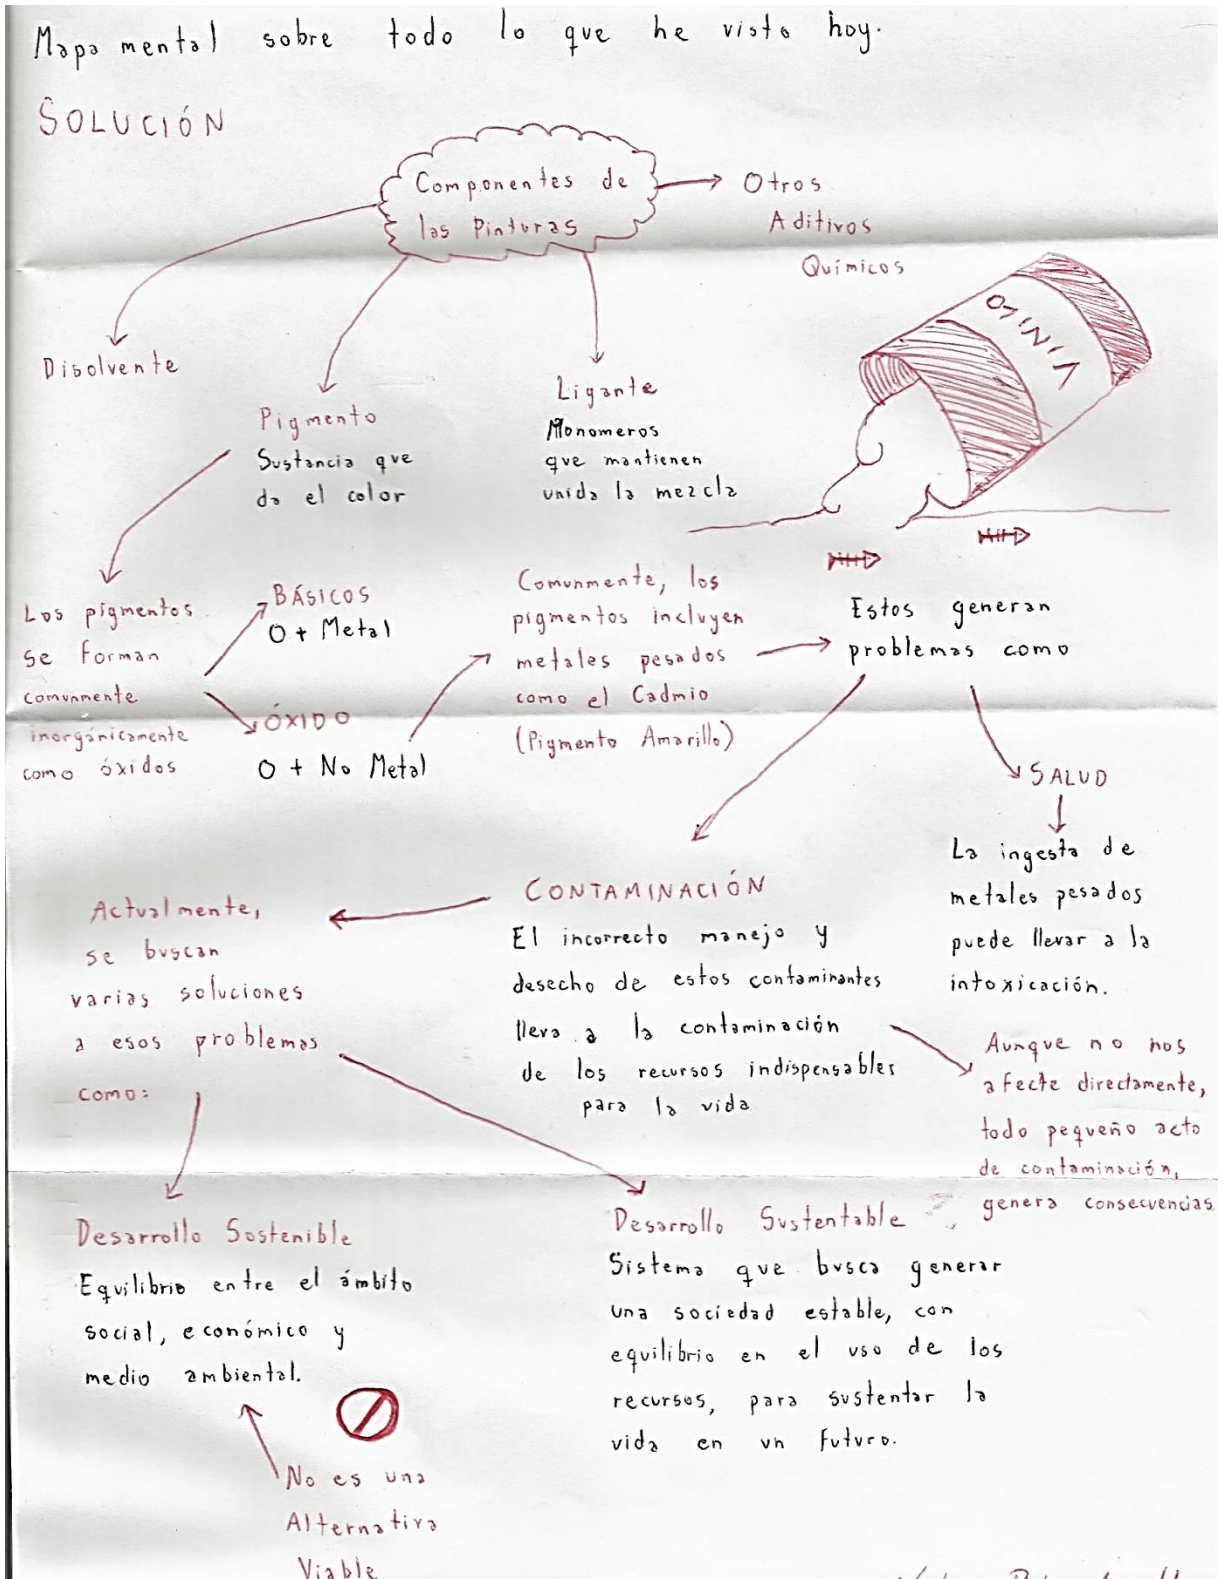 Mapa mental sobre todo lo que he visto hoy.
SOLUCIÓN
Componentes de
las Pinturas
Otros
Aditivos
Químicos
VINILO
Disolvente
Pigmento
Sustancia que
da el color
Ligante
Monomeros
que mantienen
unida la mezcla
Los pigmentos
se forman
comunmente
inorgánicamente
como óxidos
BÁSICOS
O + Metal
ÓXIDO
O + No Metal
Comunmente, los
pigmentos incluyen
metales pesados
como el Cadmio
(Pigmento Amarillo)
Estos generan
problemas como
SALUD
La ingesta de
metales pesados
puede llevar a la
intoxicación.
CONTAMINACIÓN
El incorrecto manejo y
desecho de estos contaminantes
lleva a la contaminación
de los recursos indispensables
para la vida
Aunque no nos
afecte directamente,
todo pequeño acto
de contaminación,
genera consecuencias
Actualmente,
se buscan
varias soluciones
a esos problemas
como:
Desarrollo Sostenible
Equilibrio entre el ámbito
social, económico y
medio ambiental.
No es una
Alternativa
Viable
Desarrollo Sustentable
Sistema que busca generar
una sociedad estable, con
equilibrio en el uso de los
recursos, para sustentar la
vida en un futuro.